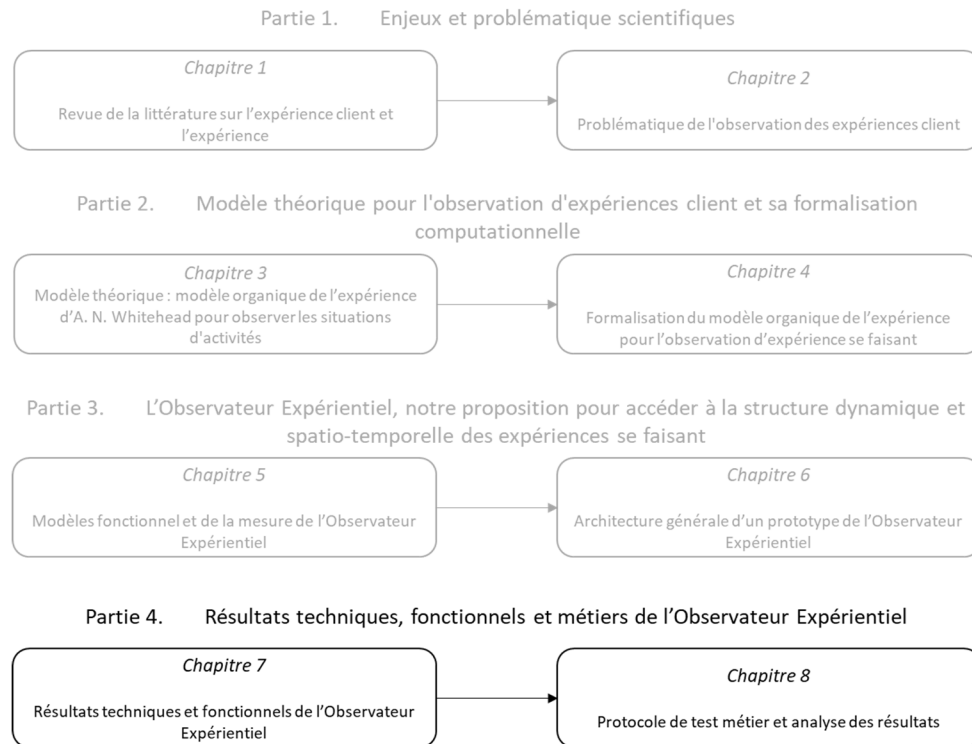 Partie 1. Enjeux et problématique scientifiques
Chapitre 1
Revue de la littérature sur l'expérience client et
l'expérience
Chapitre 2
Problématique de l'observation des expériences client
Partie 2. Modèle théorique pour l'observation d'expériences client et sa formalisation
computationnelle
Chapitre 3
Modèle théorique : modèle organique de l'expérience
d'A. N. Whitehead pour observer les situations
d'activités
Chapitre 4
Formalisation du modèle organique de l'expérience
pour l'observation d'expérience se faisant
Partie 3. L'Observateur Expérientiel, notre proposition pour accéder à la structure dynamique et
spatio-temporelle des expériences se faisant
Chapitre 5
Modèles fonctionnel et de la mesure de l'Observateur
Expérientiel
Chapitre 6
Architecture générale d'un prototype de l'Observateur
Expérientiel
Partie 4. Résultats techniques, fonctionnels et métiers de l'Observateur Expérientiel
Chapitre 7
Résultats techniques et fonctionnels de l'Observateur
Expérientiel
Chapitre 8
Protocole de test métier et analyse des résultats